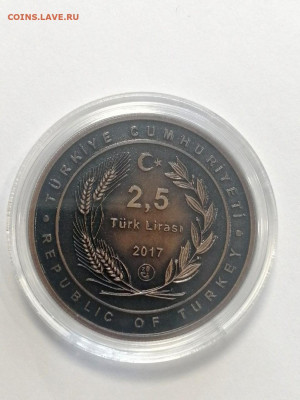 COINS.LAVE.RU
TÜRKİYE CUMHURİYETİ
2,5
Türk Lirası
2017
REPUBLIC OF TURKEY